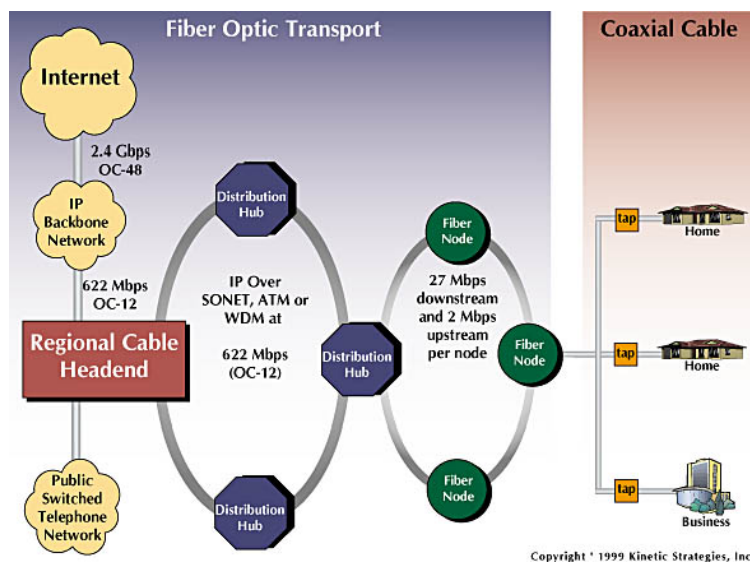 Fiber Optic Transport
Coaxial Cable
Internet
2.4 Gbps
OC-48
IP
Backbone
Network
622 Mbps
OC-12
Regional Cable
Headend
Public
Switched
Telephone
Network
Distribution
Hub
IP Over
SONET, ATM or
WDM at
622 Mbps
(OC-12)
Distribution
Hub
Distribution
Hub
Fiber
Node
27 Mbps
downstream
and 2 Mbps
upstream
per node
Fiber
Node
Fiber
Node
tap
Home
tap
Home
tap
Business
Copyright ' 1999 Kinetic Strategies, Inc